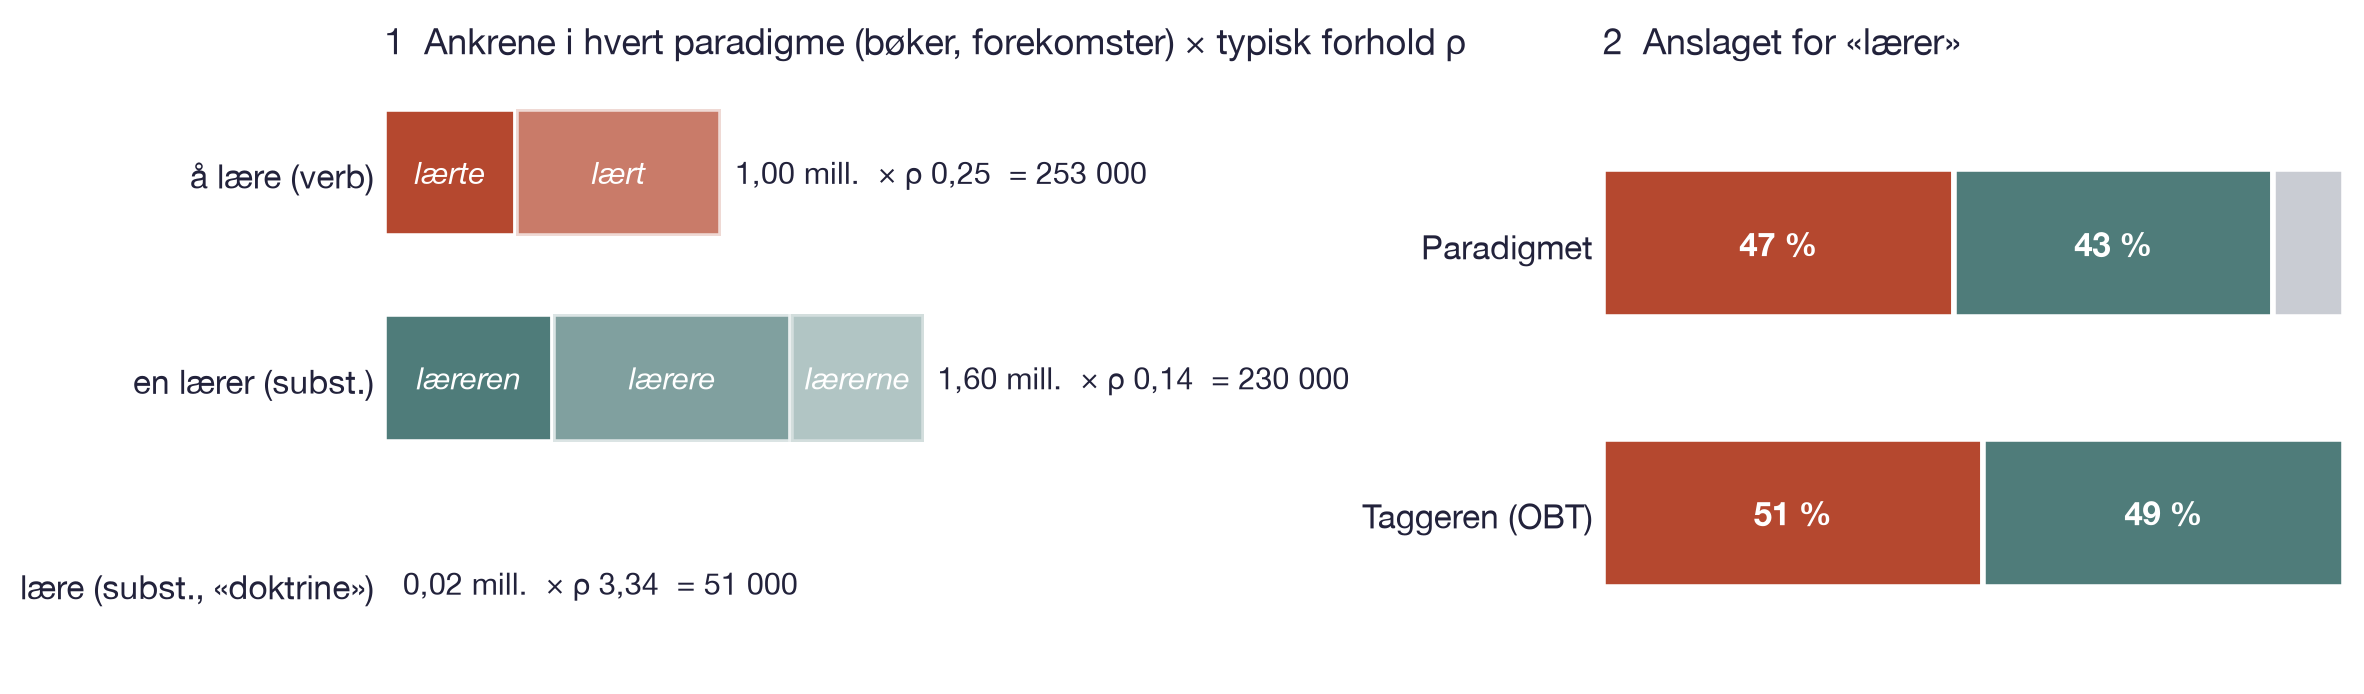 1 Ankrene i hvert paradigme (bøker, forekomster) × typisk forhold ρ
å lære (verb) lærte lært 1,00 mill. × ρ 0,25 = 253 000
en lærer (subst.) læreren lærere lærerne 1,60 mill. × ρ 0,14 = 230 000
lære (subst., «doktrine») 0,02 mill. × ρ 3,34 = 51 000
2 Anslaget for «lærer»
Paradigmet 47 % 43 %
Taggeren (OBT) 51 % 49 %